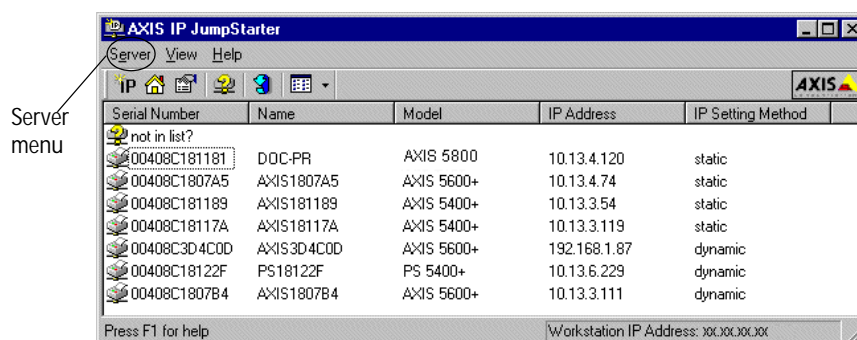 AXIS IP JumpStarter
Server View Help
IP AXIS
Server menu
Serial Number Name Model IP Address IP Setting Method
not in list?
00408C181181 DOC-PR AXIS 5800 10.13.4.120 static
00408C1807A5 AXIS1807A5 AXIS 5600+ 10.13.4.74 static
00408C181189 AXIS181189 AXIS 5400+ 10.13.3.54 static
00408C18117A AXIS18117A AXIS 5400+ 10.13.3.119 static
00408C3D4C0D AXIS3D4C0D AXIS 5600+ 192.168.1.87 dynamic
00408C18122F PS18122F PS 5400+ 10.13.6.229 dynamic
00408C1807B4 AXIS1807B4 AXIS 5600+ 10.13.3.111 dynamic
Press F1 for help Workstation IP Address: xx.xx.xx.xx